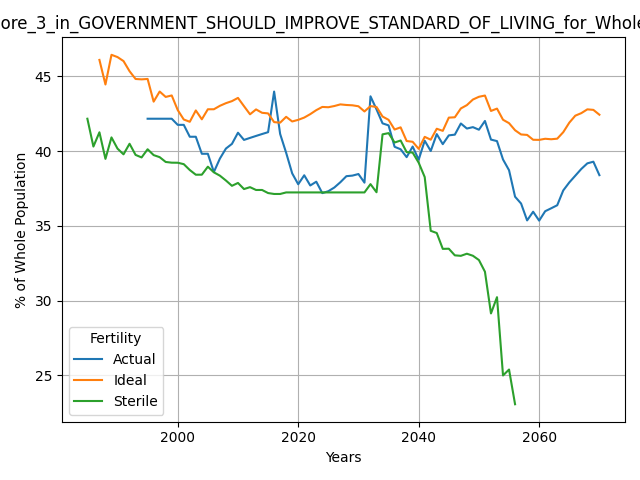 ore_3_in_GOVERNMENT_SHOULD_IMPROVE_STANDARD_OF_LIVING_for_Whole
45
40
35
30
25
% of Whole Population
Fertility
Actual
Ideal
Sterile
2000
2020
2040
2060
Years